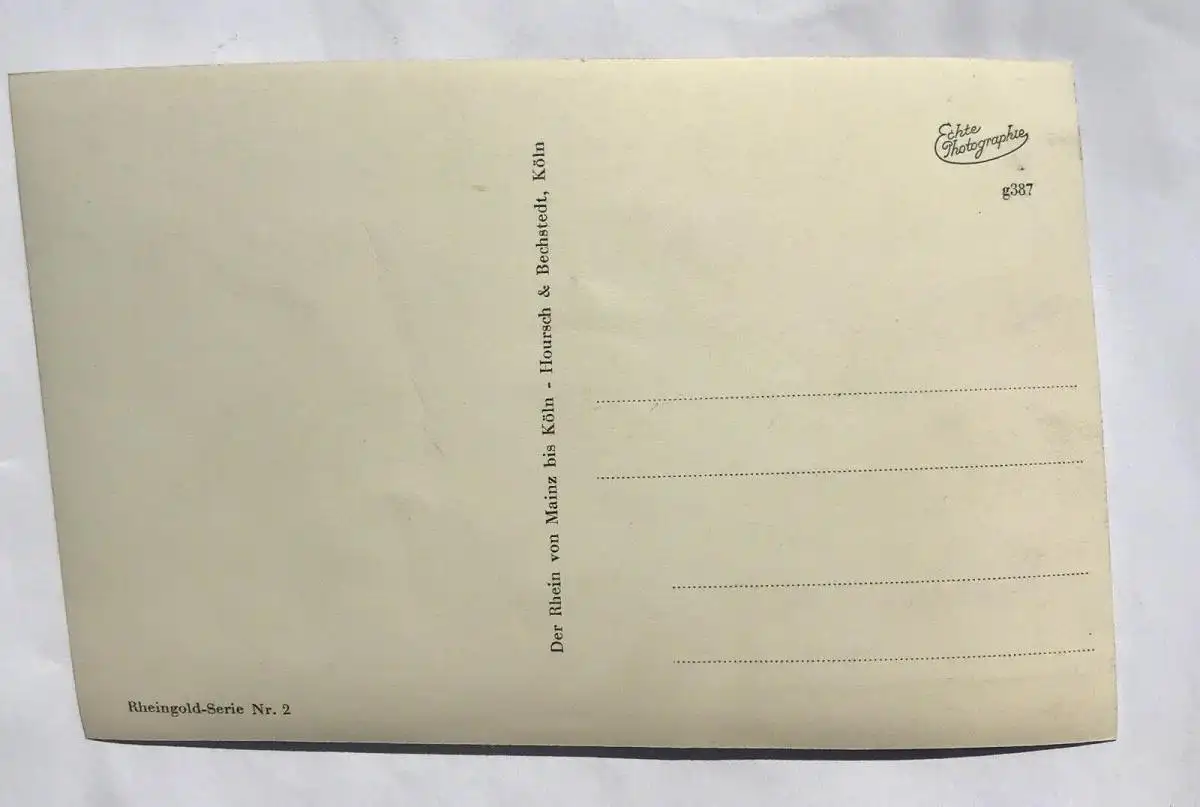 Echte
Photographie
g387
Der Rhein von Mainz bis Köln - Hoursch & Bechstedt, Köln
Rheingold-Serie Nr. 2